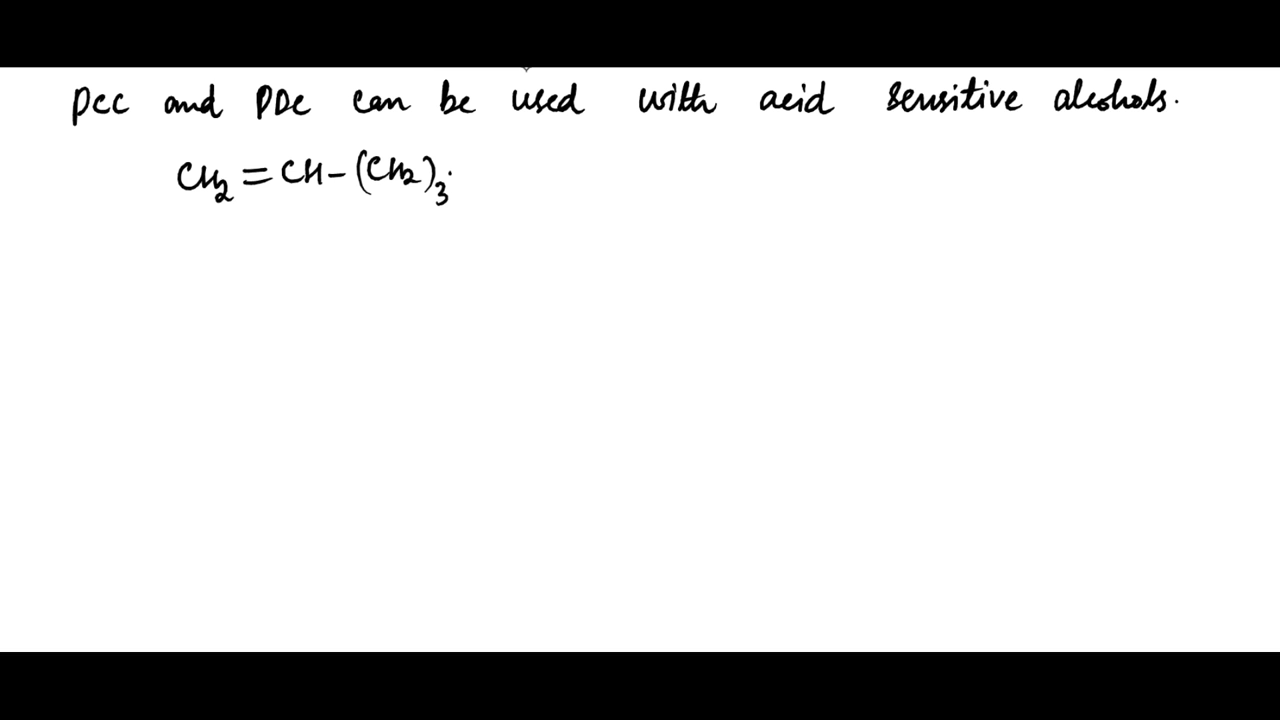 PCC and PDC can be used with acid sensitive alcohols.
CH₂ = CH - (CH₂)₃